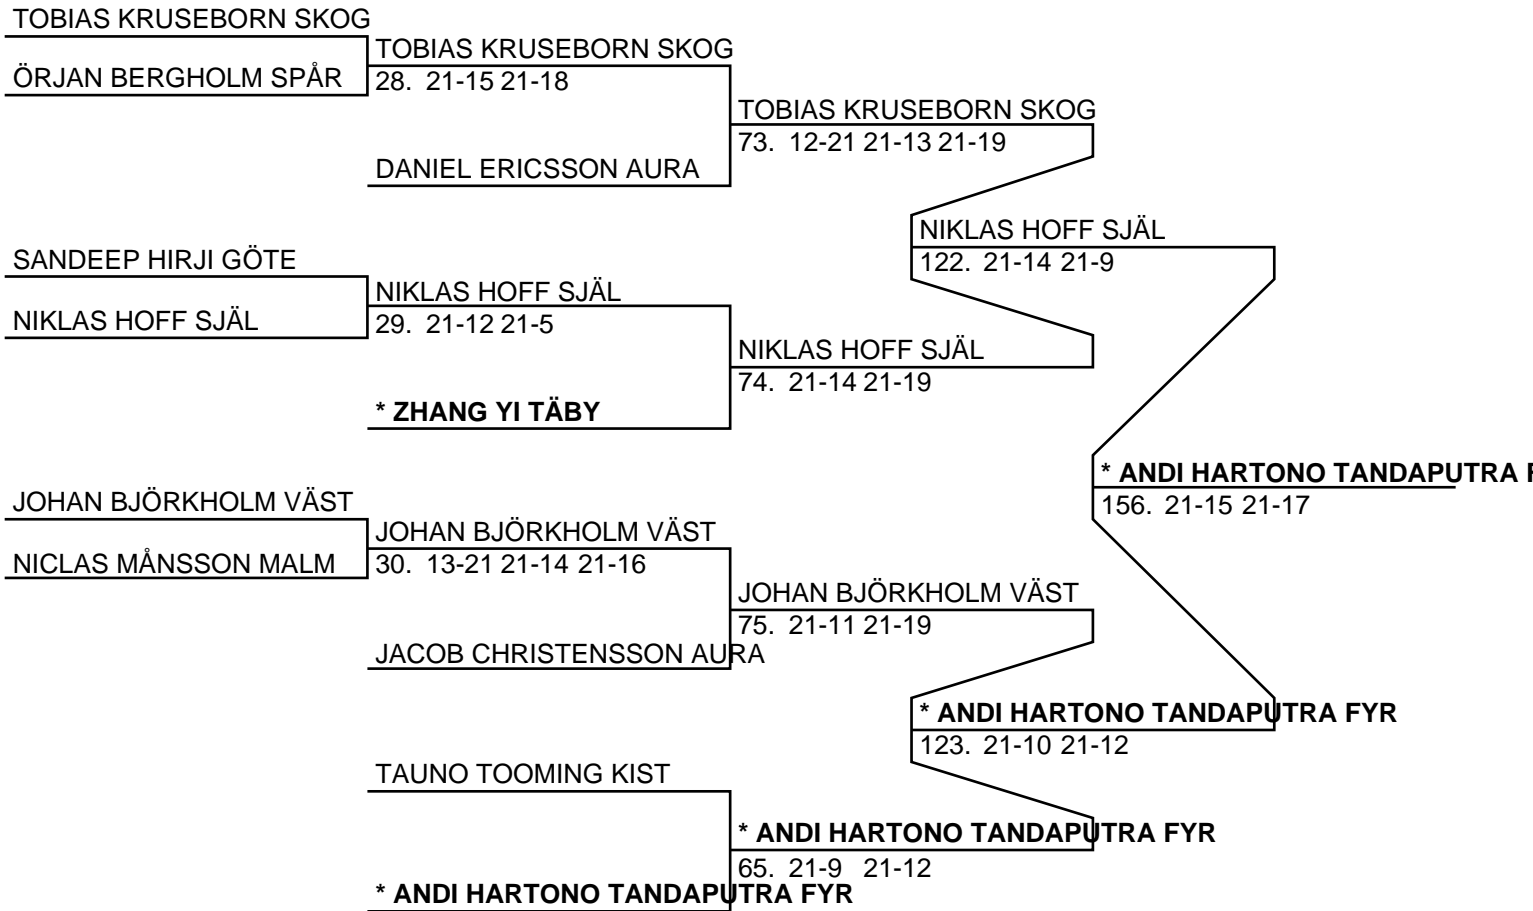 TOBIAS KRUSEBORN SKOG
TOBIAS KRUSEBORN SKOG
ÖRJAN BERGHOLM SPÅR
28. 21-15 21-18
TOBIAS KRUSEBORN SKOG
73. 12-21 21-13 21-19
DANIEL ERICSSON AURA
NIKLAS HOFF SJÄL
122. 21-14 21-9
SANDEEP HIRJI GÖTE
NIKLAS HOFF SJÄL
NIKLAS HOFF SJÄL
29. 21-12 21-5
NIKLAS HOFF SJÄL
74. 21-14 21-19
* ZHANG YI TÄBY
* ANDI HARTONO TANDAPUTRA
156. 21-15 21-17
JOHAN BJÖRKHOLM VÄST
JOHAN BJÖRKHOLM VÄST
NICLAS MÅNSSON MALM
30. 13-21 21-14 21-16
JOHAN BJÖRKHOLM VÄST
75. 21-11 21-19
JACOB CHRISTENSSON AURA
* ANDI HARTONO TANDAPUTRA FYR
123. 21-10 21-12
TAUNO TOOMING KIST
* ANDI HARTONO TANDAPUTRA FYR
65. 21-9 21-12
* ANDI HARTONO TANDAPUTRA FYR